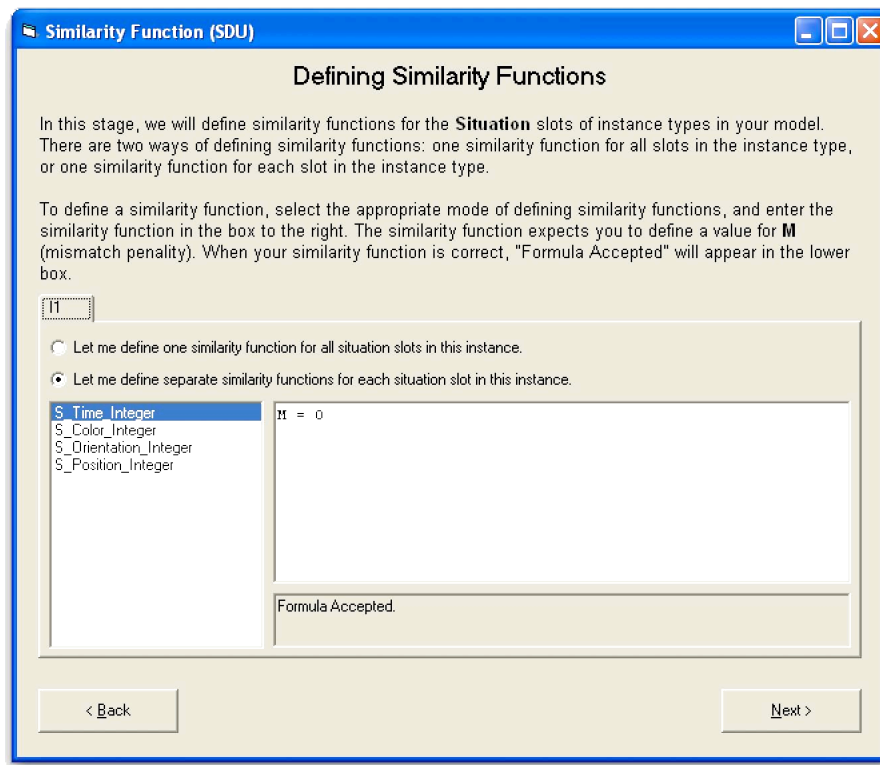 Similarity Function (SDU)
Defining Similarity Functions
In this stage, we will define similarity functions for the Situation slots of instance types in your model.
There are two ways of defining similarity functions: one similarity function for all slots in the instance type,
or one similarity function for each slot in the instance type.
To define a similarity function, select the appropriate mode of defining similarity functions, and enter the
similarity function in the box to the right. The similarity function expects you to define a value for M
(mismatch penality). When your similarity function is correct, "Formula Accepted" will appear in the lower
box.
I1
Let me define one similarity function for all situation slots in this instance.
Let me define separate similarity functions for each situation slot in this instance.
S_Time_Integer
S_Color_Integer
S_Orientation_Integer
S_Position_Integer
M = 0
Formula Accepted.
< Back
Next >